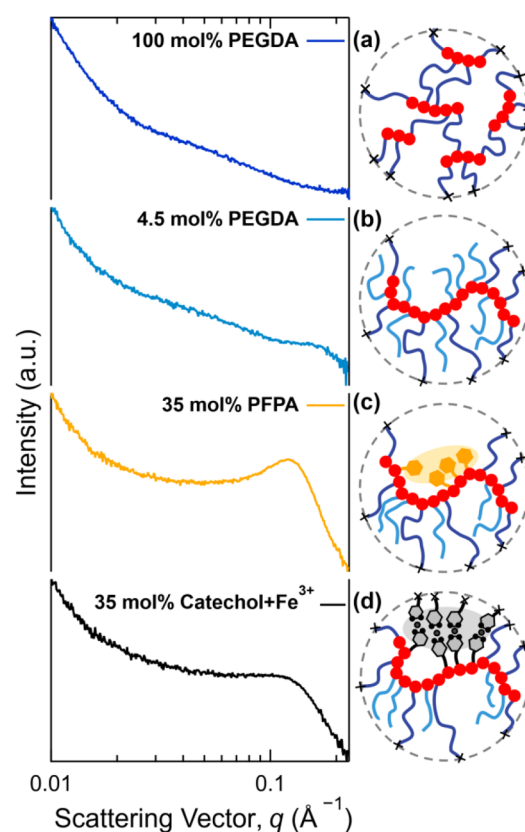 100 mol% PEGDA
(a)
4.5 mol% PEGDA
(b)
35 mol% PFPA
(c)
35 mol% Catechol+Fe³⁺
(d)
Intensity (a.u.)
0.01
0.1
Scattering Vector, q (Å⁻¹)